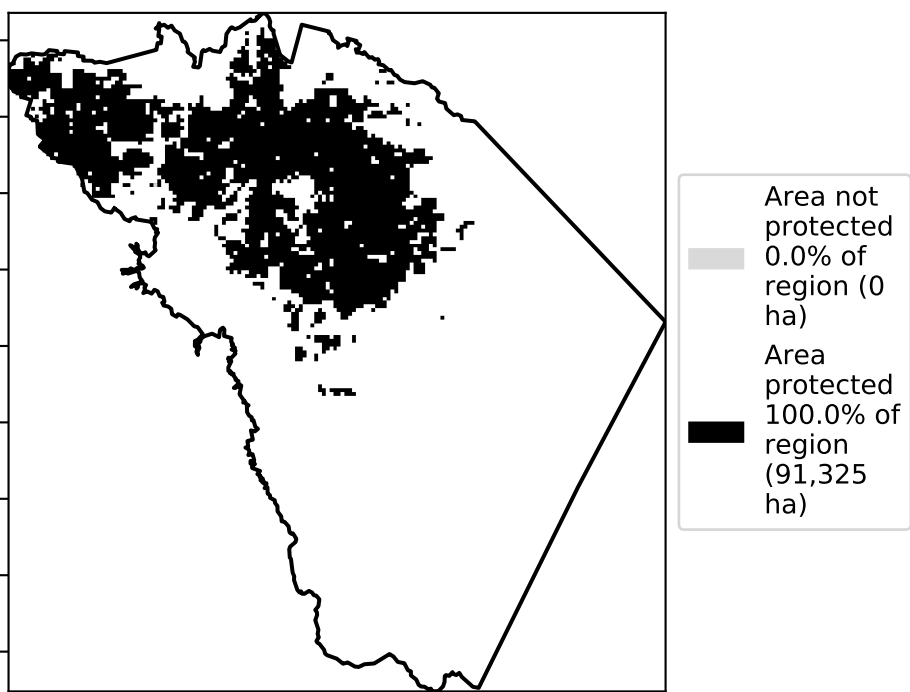 Area not
protected
0.0% of
region (0
ha)
Area
protected
100.0% of
region
(91,325
ha)